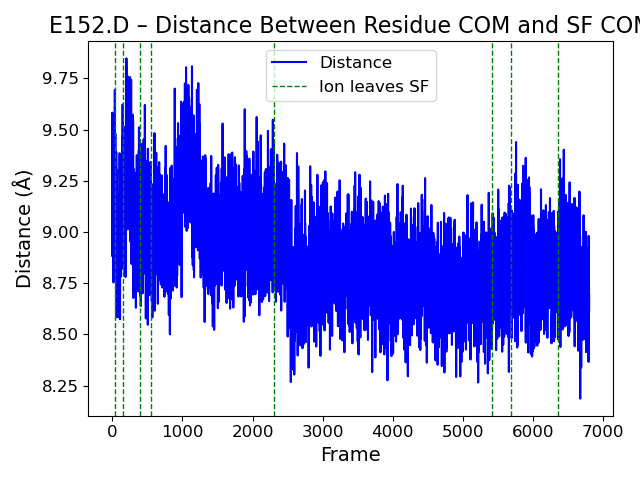 E152.D – Distance Between Residue COM and SF COM
Distance
Ion leaves SF
9.75
9.50
9.25
9.00
8.75
8.50
8.25
Distance (Å)
0 1000 2000 3000 4000 5000 6000 7000
Frame